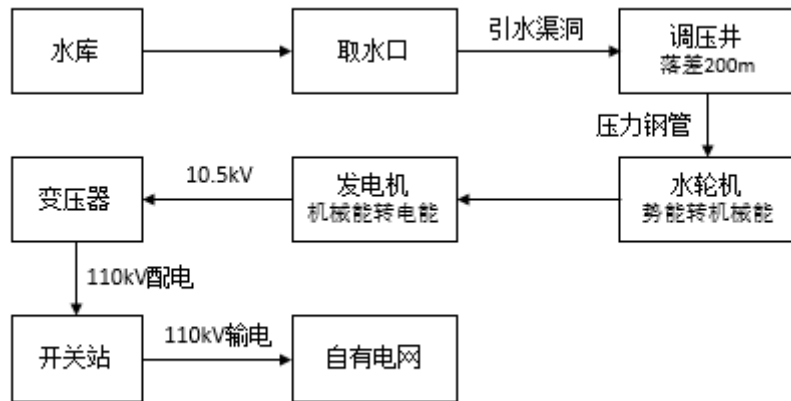 水库
取水口
引水渠洞
调压井
落差200m
压力钢管
变压器
10.5kV
发电机
机械能转电能
水轮机
势能转机械能
110kV配电
开关站
110kV输电
自有电网